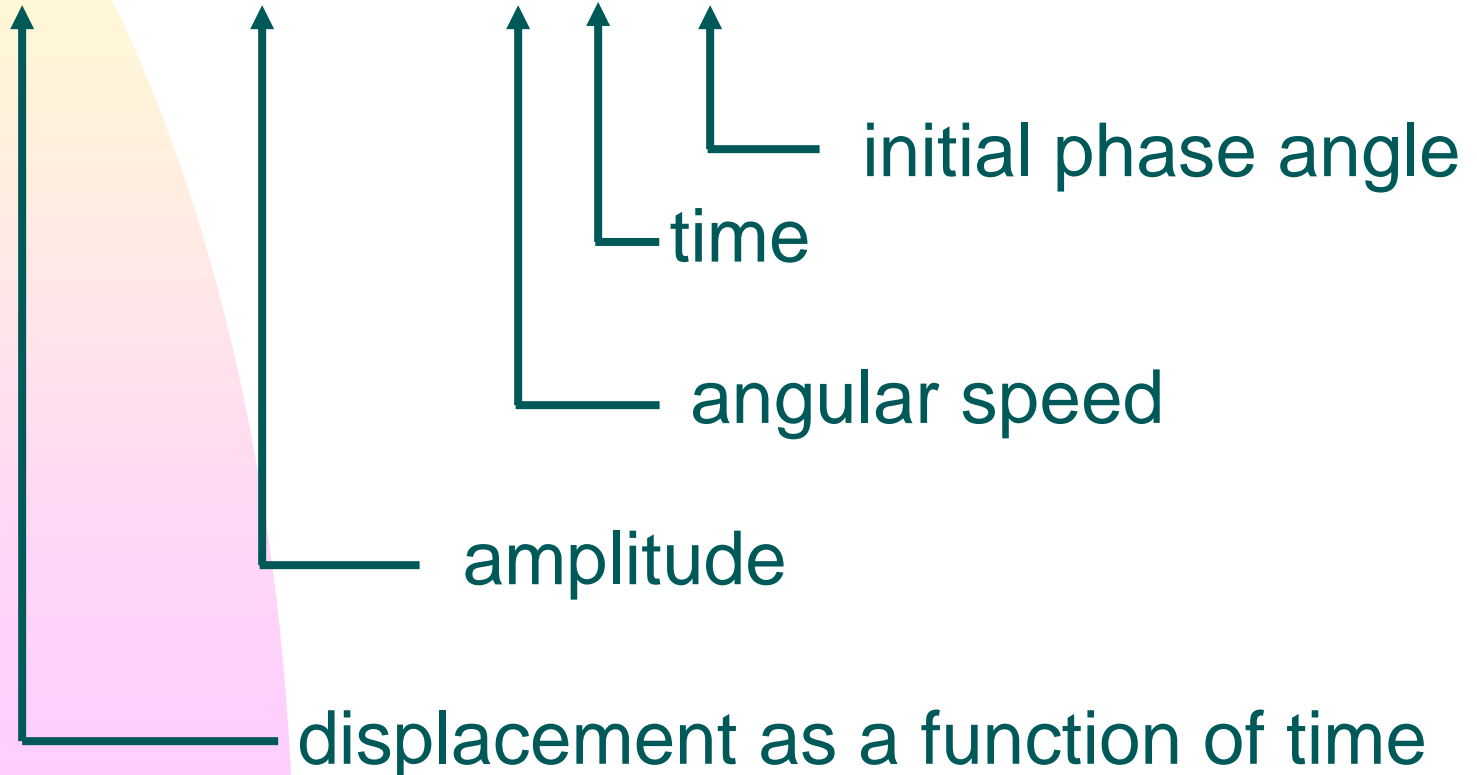 initial phase angle
time
angular speed
amplitude
displacement as a function of time